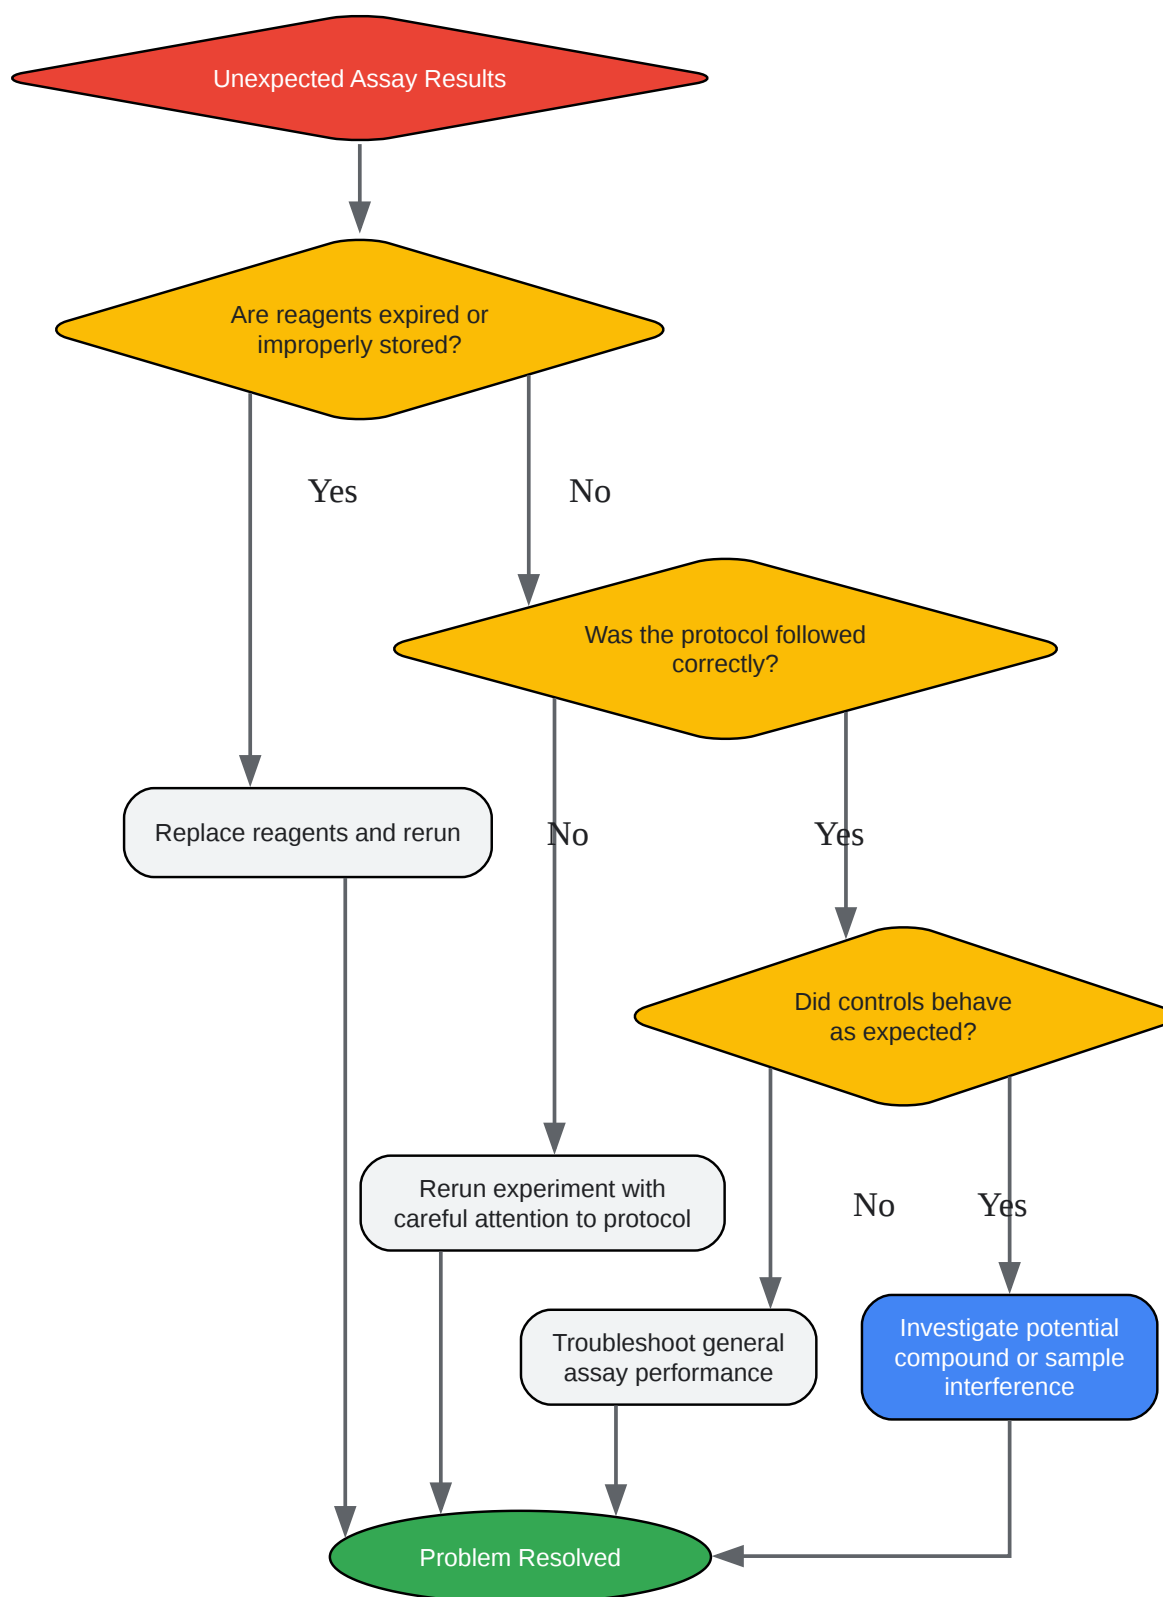 Unexpected Assay Results
Are reagents expired or
improperly stored?
Yes
No
Was the protocol followed
correctly?
Replace reagents and rerun
No
Yes
Did controls behave
as expected?
Rerun experiment with
careful attention to protocol
No
Yes
Troubleshoot general
assay performance
Investigate potential
compound or sample
interference
Problem Resolved